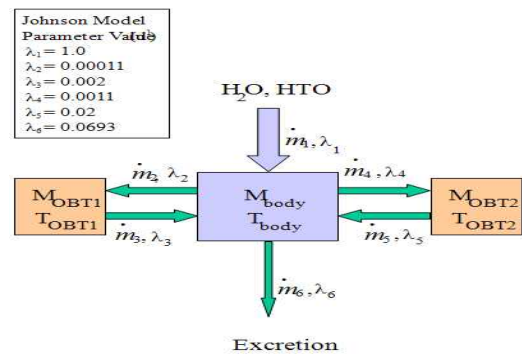 Johnson Model
Parameter Value
λ₁= 1.0
λ₂= 0.00011
λ₃= 0.002
λ₄= 0.0011
λ₅= 0.02
λ₆= 0.0693
H₂O, HTO
ṁ₁, λ₁
ṁ₂, λ₂
ṁ₄, λ₄
M_OBT1
T_OBT1
M_body
T_body
M_OBT2
T_OBT2
ṁ₃, λ₃
ṁ₅, λ₅
ṁ₆, λ₆
Excretion